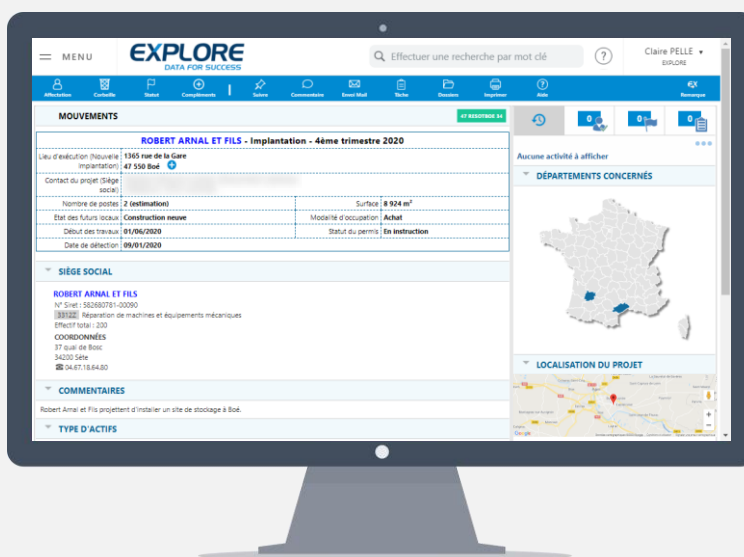 MENU
EXPLORE
DATA FOR SUCCESS
Effectuer une recherche par mot clé
?
Claire PELLE
EXPLORE
Affectation Corbeille Statut Compléments Suivre Commentaire Envoi Mail Tâche Dossiers Imprimer Aide Remarque
MOUVEMENTS
ROBERT ARNAL ET FILS - Implantation - 4ème trimestre 2020
Lieu d'exécution (Nouvelle implantation) 1365 rue de la Gare
47 550 Boé
Contact du projet (Siège social)
Nombre de postes 2 (estimation) Surface 8 924 m²
Etat des futurs locaux Construction neuve Modalité d'occupation Achat
Début des travaux 01/06/2020 Statut du permis En instruction
Date de détection 09/01/2020
SIÈGE SOCIAL
ROBERT ARNAL ET FILS
N° Siret : 582680781-00090
3312Z Réparation de machines et équipements mécaniques
Effectif total : 200
COORDONNÉES
37 quai de Bosc
34200 Sète
04.67.18.64.80
COMMENTAIRES
Robert Arnal et Fils projettent d'installer un site de stockage à Boé.
TYPE D'ACTIFS
0 0 0
Aucune activité à afficher
DÉPARTEMENTS CONCERNÉS
LOCALISATION DU PROJET
Google